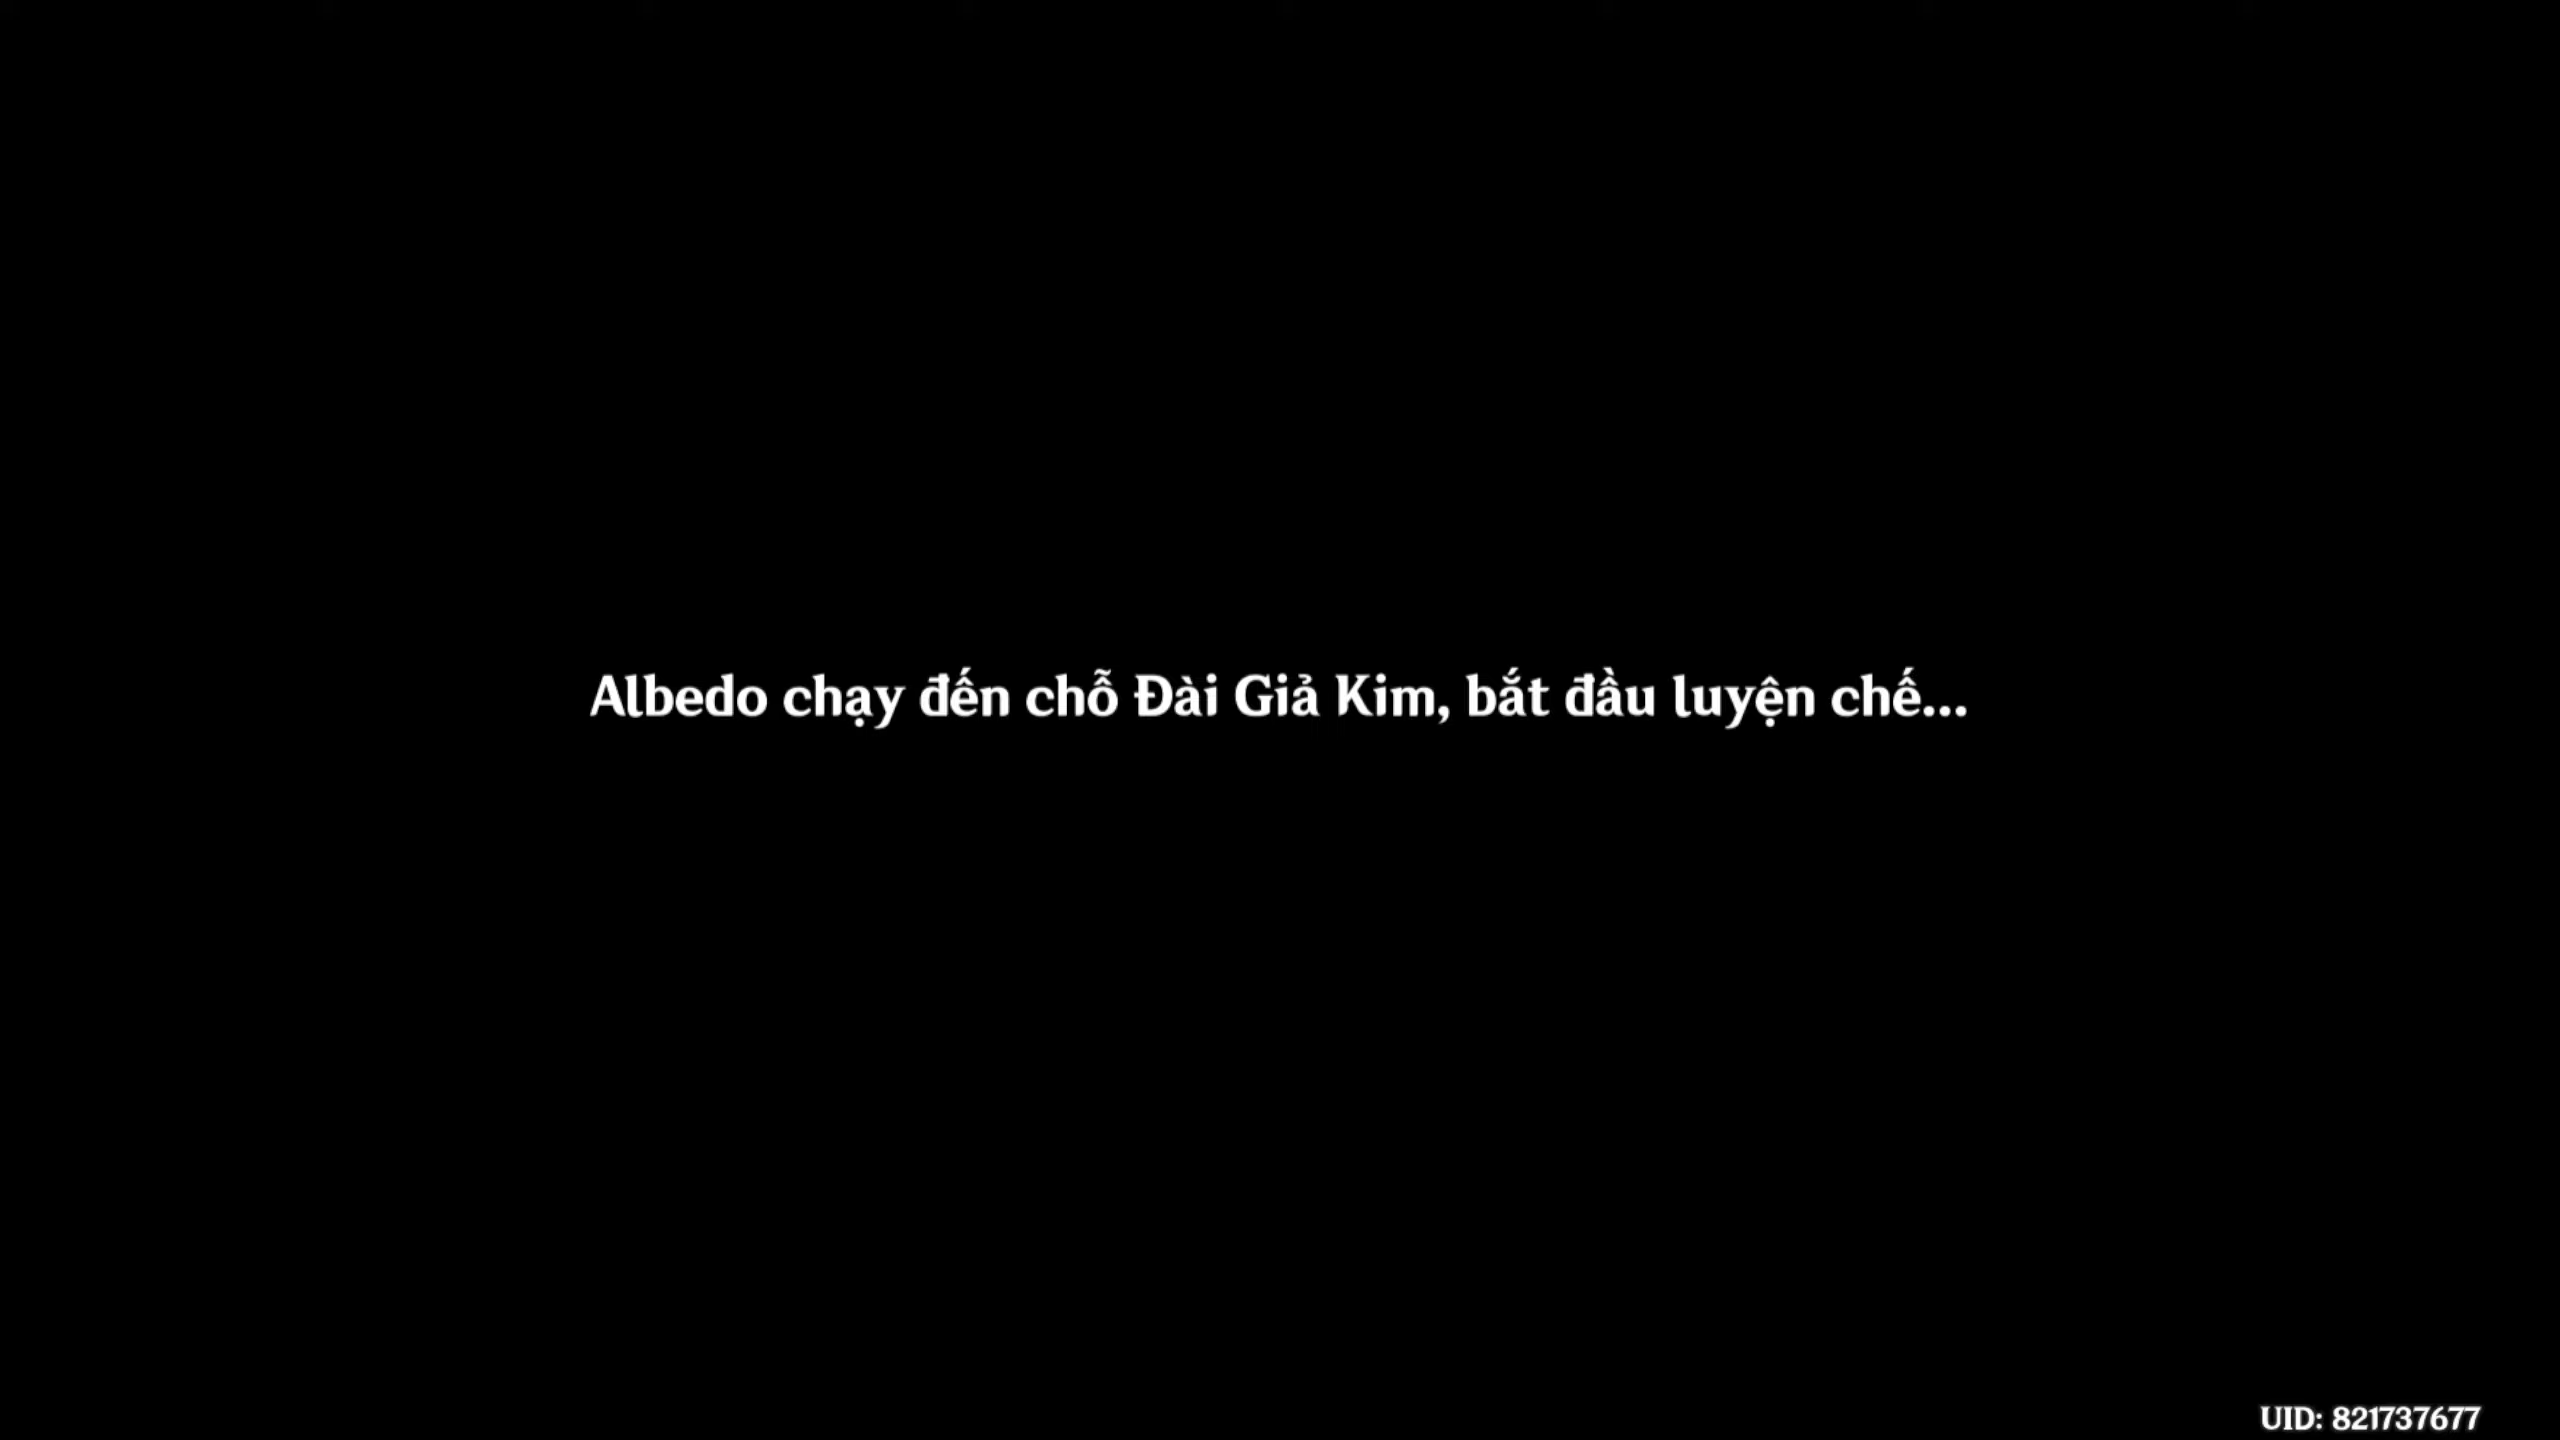 Albedo chạy đến chỗ Đài Giả Kim, bắt đầu luyện chế...
UID: 821737677